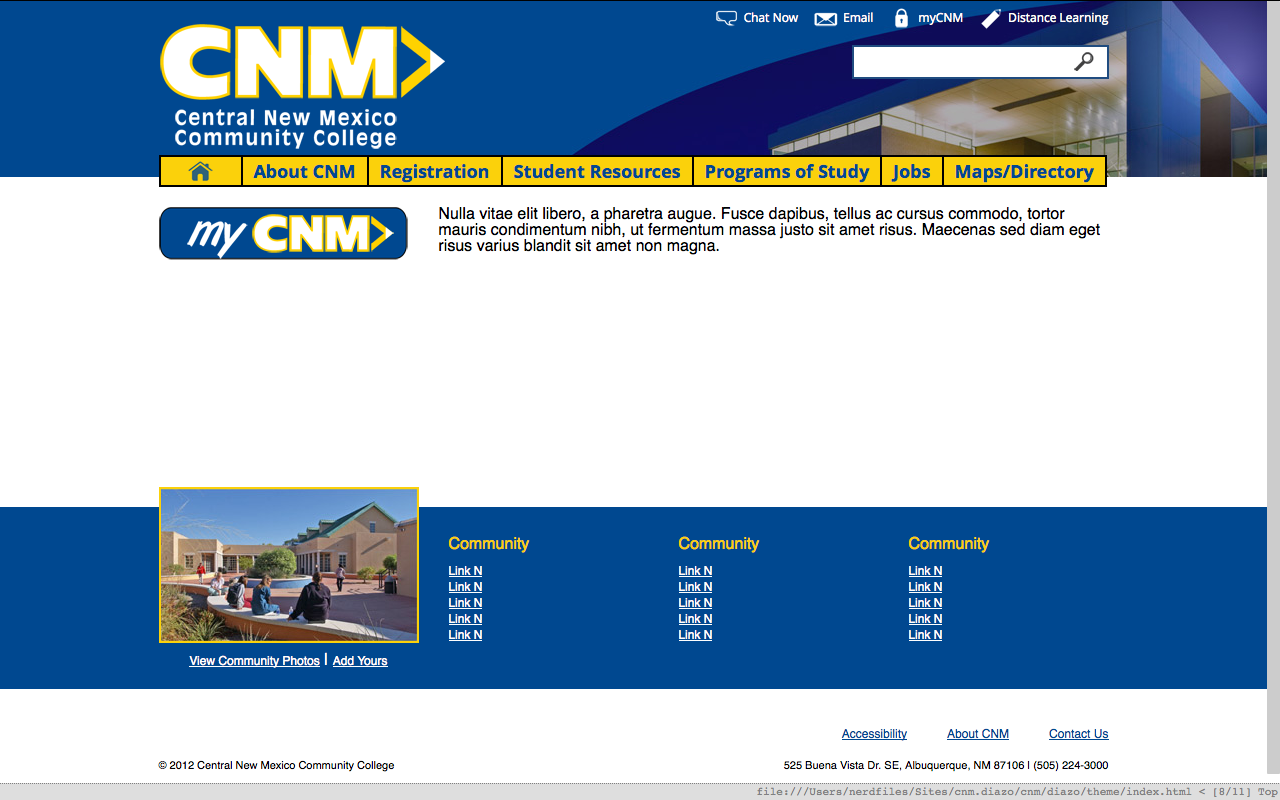 Chat Now
Email
myCNM
Distance Learning
CNM
Central New Mexico
Community College
About CNM
Registration
Student Resources
Programs of Study
Jobs
Maps/Directory
my CNM
Nulla vitae elit libero, a pharetra augue. Fusce dapibus, tellus ac cursus commodo, tortor
mauris condimentum nibh, ut fermentum massa justo sit amet risus. Maecenas sed diam eget
risus varius blandit sit amet non magna.
Community
Link N
Link N
Link N
Link N
Link N
Community
Link N
Link N
Link N
Link N
Link N
Community
Link N
Link N
Link N
Link N
Link N
View Community Photos | Add Yours
Accessibility
About CNM
Contact Us
© 2012 Central New Mexico Community College
525 Buena Vista Dr. SE, Albuquerque, NM 87106 | (505) 224-3000
file:///Users/nerdfiles/Sites/cnm.diazo/cnm/diazo/theme/index.html < [8/11] Top